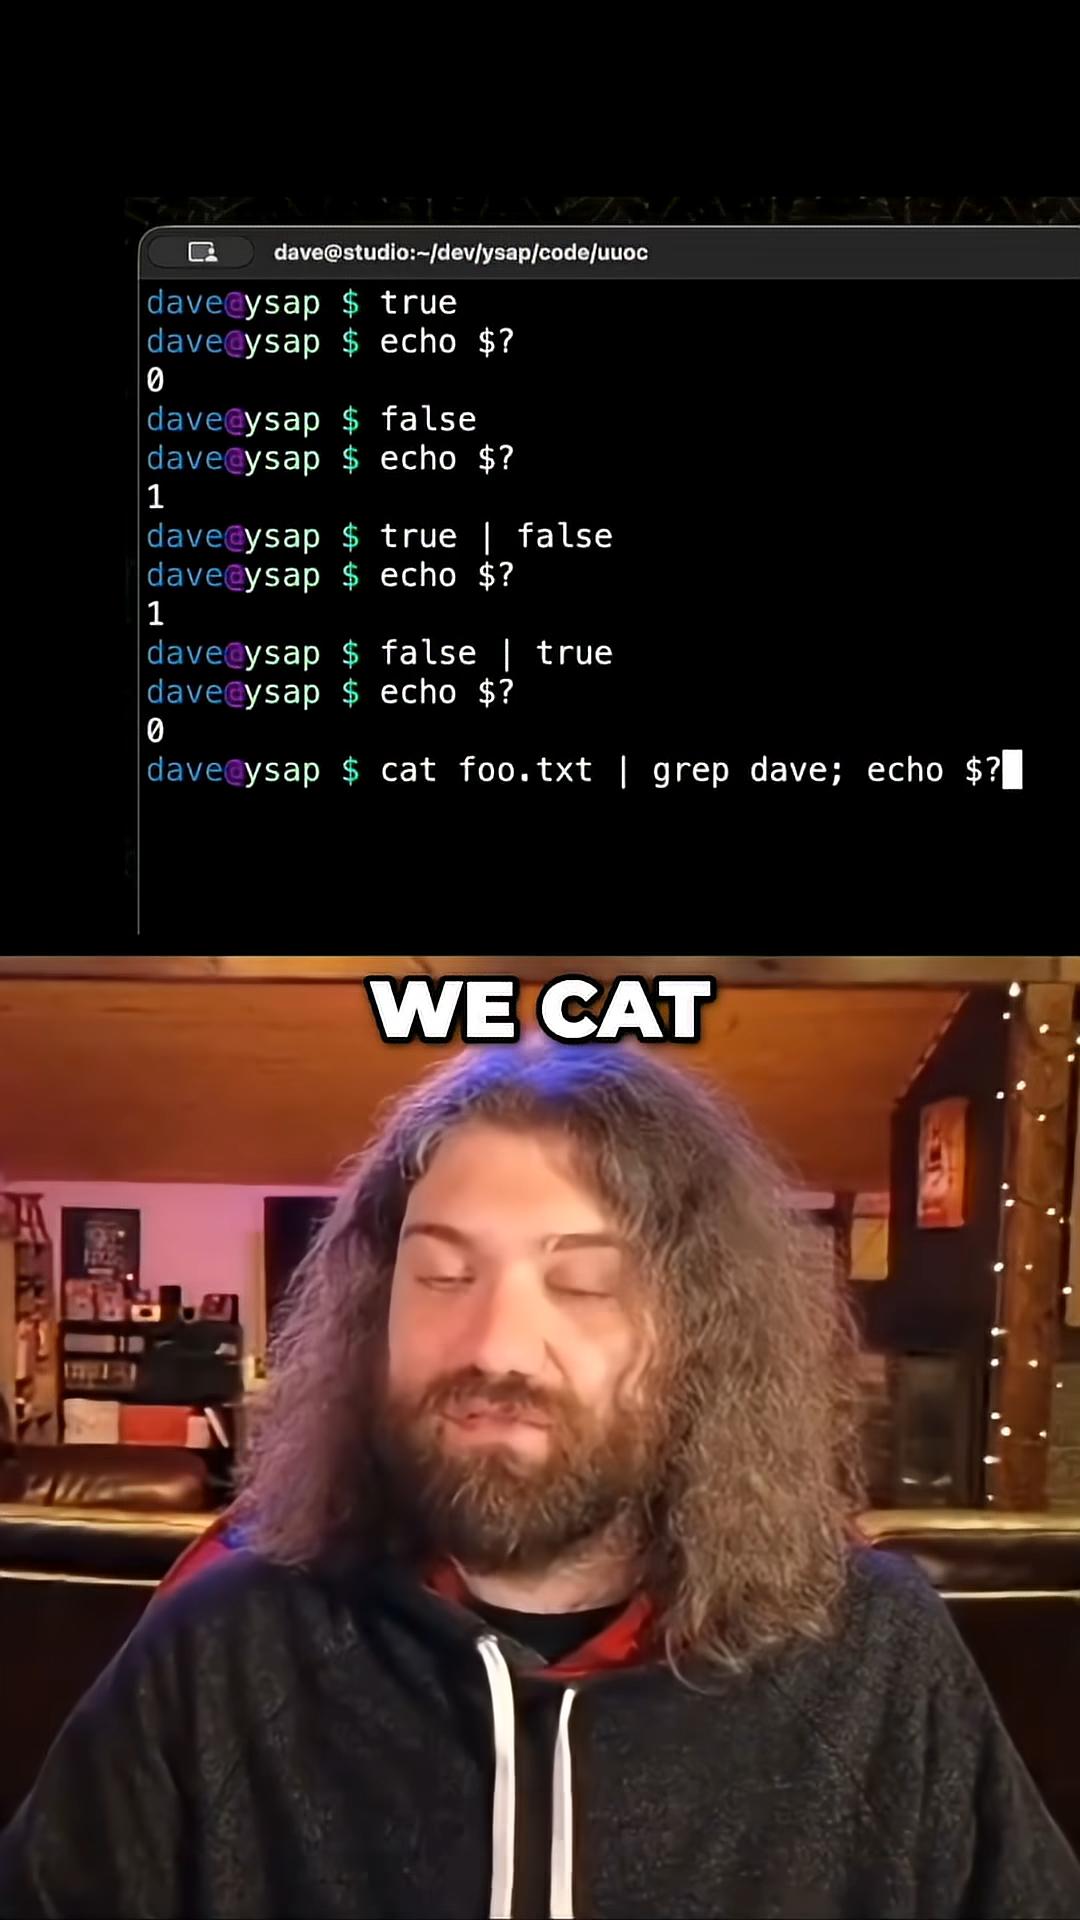 dave@studio:~/dev/ysap/code/uuoc
dave@ysap $ true
dave@ysap $ echo $?
0
dave@ysap $ false
dave@ysap $ echo $?
1
dave@ysap $ true | false
dave@ysap $ echo $?
1
dave@ysap $ false | true
dave@ysap $ echo $?
0
dave@ysap $ cat foo.txt | grep dave; echo $?
WE CAT